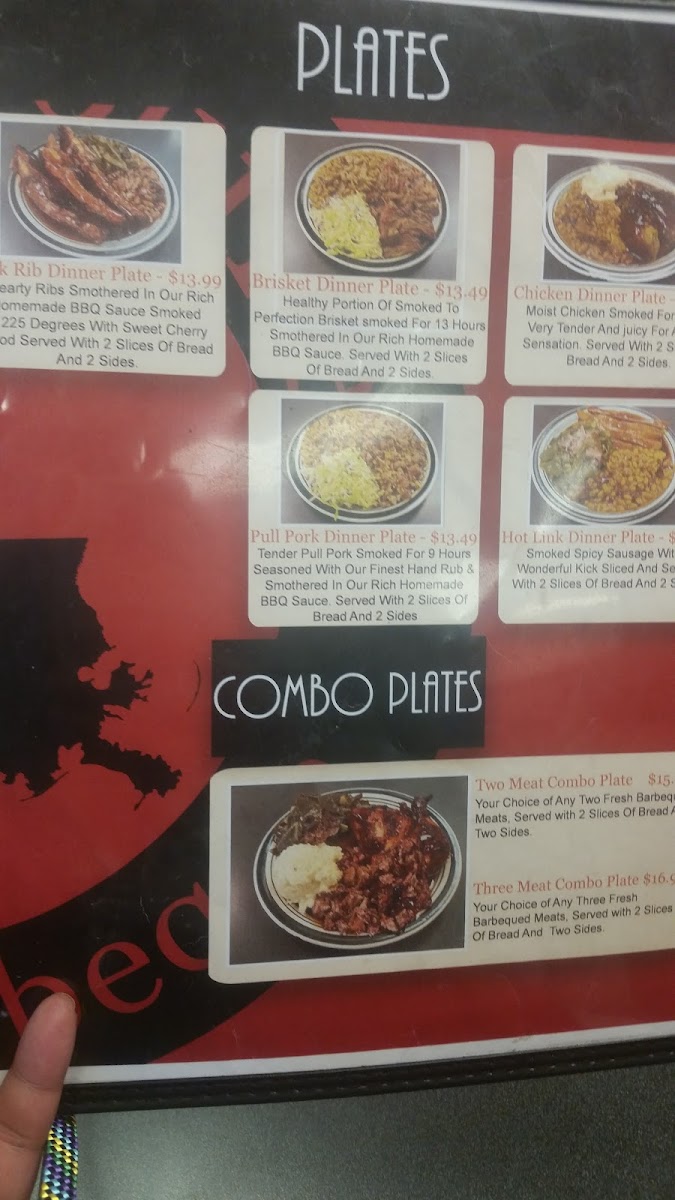 PLATES
Rib Dinner Plate - $13.99
Ribs Smothered In Our Rich
BBQ Sauce Smoked
225 Degrees With Sweet Cherry
Served With 2 Slices Of Bread
And 2 Sides.
Brisket Dinner Plate - $13.49
Healthy Portion Of Smoked To
Perfection Brisket smoked For 13 Hours
Smothered In Our Rich Homemade
BBQ Sauce. Served With 2 Slices
Of Bread And 2 Sides.
Chicken Dinner Plate -
Moist Chicken Smoked For
Very Tender And juicy For
Sensation. Served With 2
Bread And 2 Sides.
Pull Pork Dinner Plate - $13.49
Tender Pull Pork Smoked For 9 Hours
Seasoned With Our Finest Hand Rub &
Smothered In Our Rich Homemade
BBQ Sauce. Served With 2 Slices Of
Bread And 2 Sides
Hot Link Dinner Plate - $
Smoked Spicy Sausage
Wonderful Kick Sliced And
With 2 Slices Of Bread And 2
COMBO PLATES
Two Meat Combo Plate $15.
Your Choice of Any Two Fresh
Meats, Served with 2 Slices Of Bread
Two Sides.
Three Meat Combo Plate $16.9
Your Choice of Any Three Fresh
Barbequed Meats, Served with 2 Slices
Of Bread And Two Sides.
beq